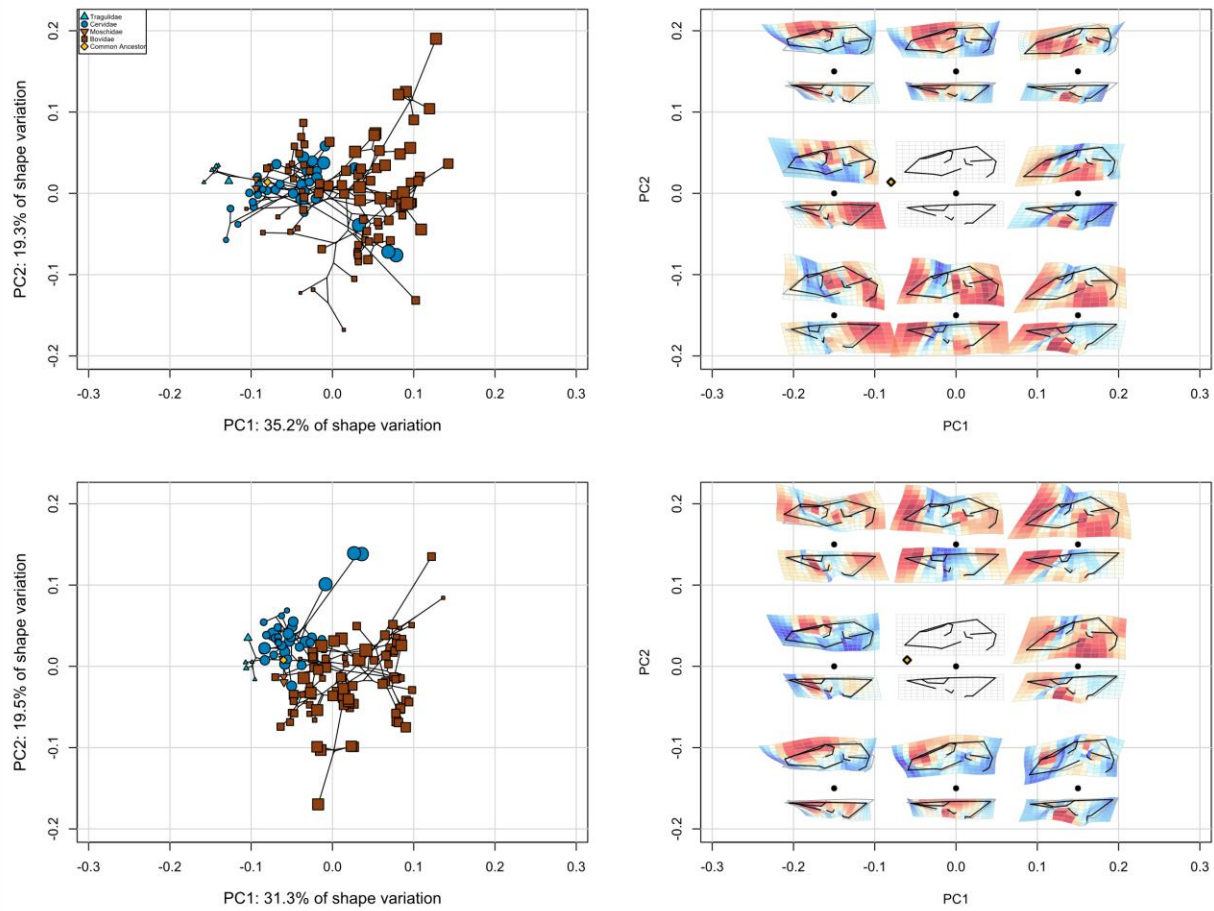 Tragulidae
Cervidae
Moschidae
Bovidae
Common Ancestor
0.2
0.1
0.0
-0.1
-0.2
PC2: 19.3% of shape variation
-0.3 -0.2 -0.1 0.0 0.1 0.2 0.3
PC1: 35.2% of shape variation
0.2
0.1
0.0
-0.1
-0.2
PC2
-0.3 -0.2 -0.1 0.0 0.1 0.2 0.3
PC1
0.2
0.1
0.0
-0.1
-0.2
PC2: 19.5% of shape variation
-0.3 -0.2 -0.1 0.0 0.1 0.2 0.3
PC1: 31.3% of shape variation
0.2
0.1
0.0
-0.1
-0.2
PC2
-0.3 -0.2 -0.1 0.0 0.1 0.2 0.3
PC1